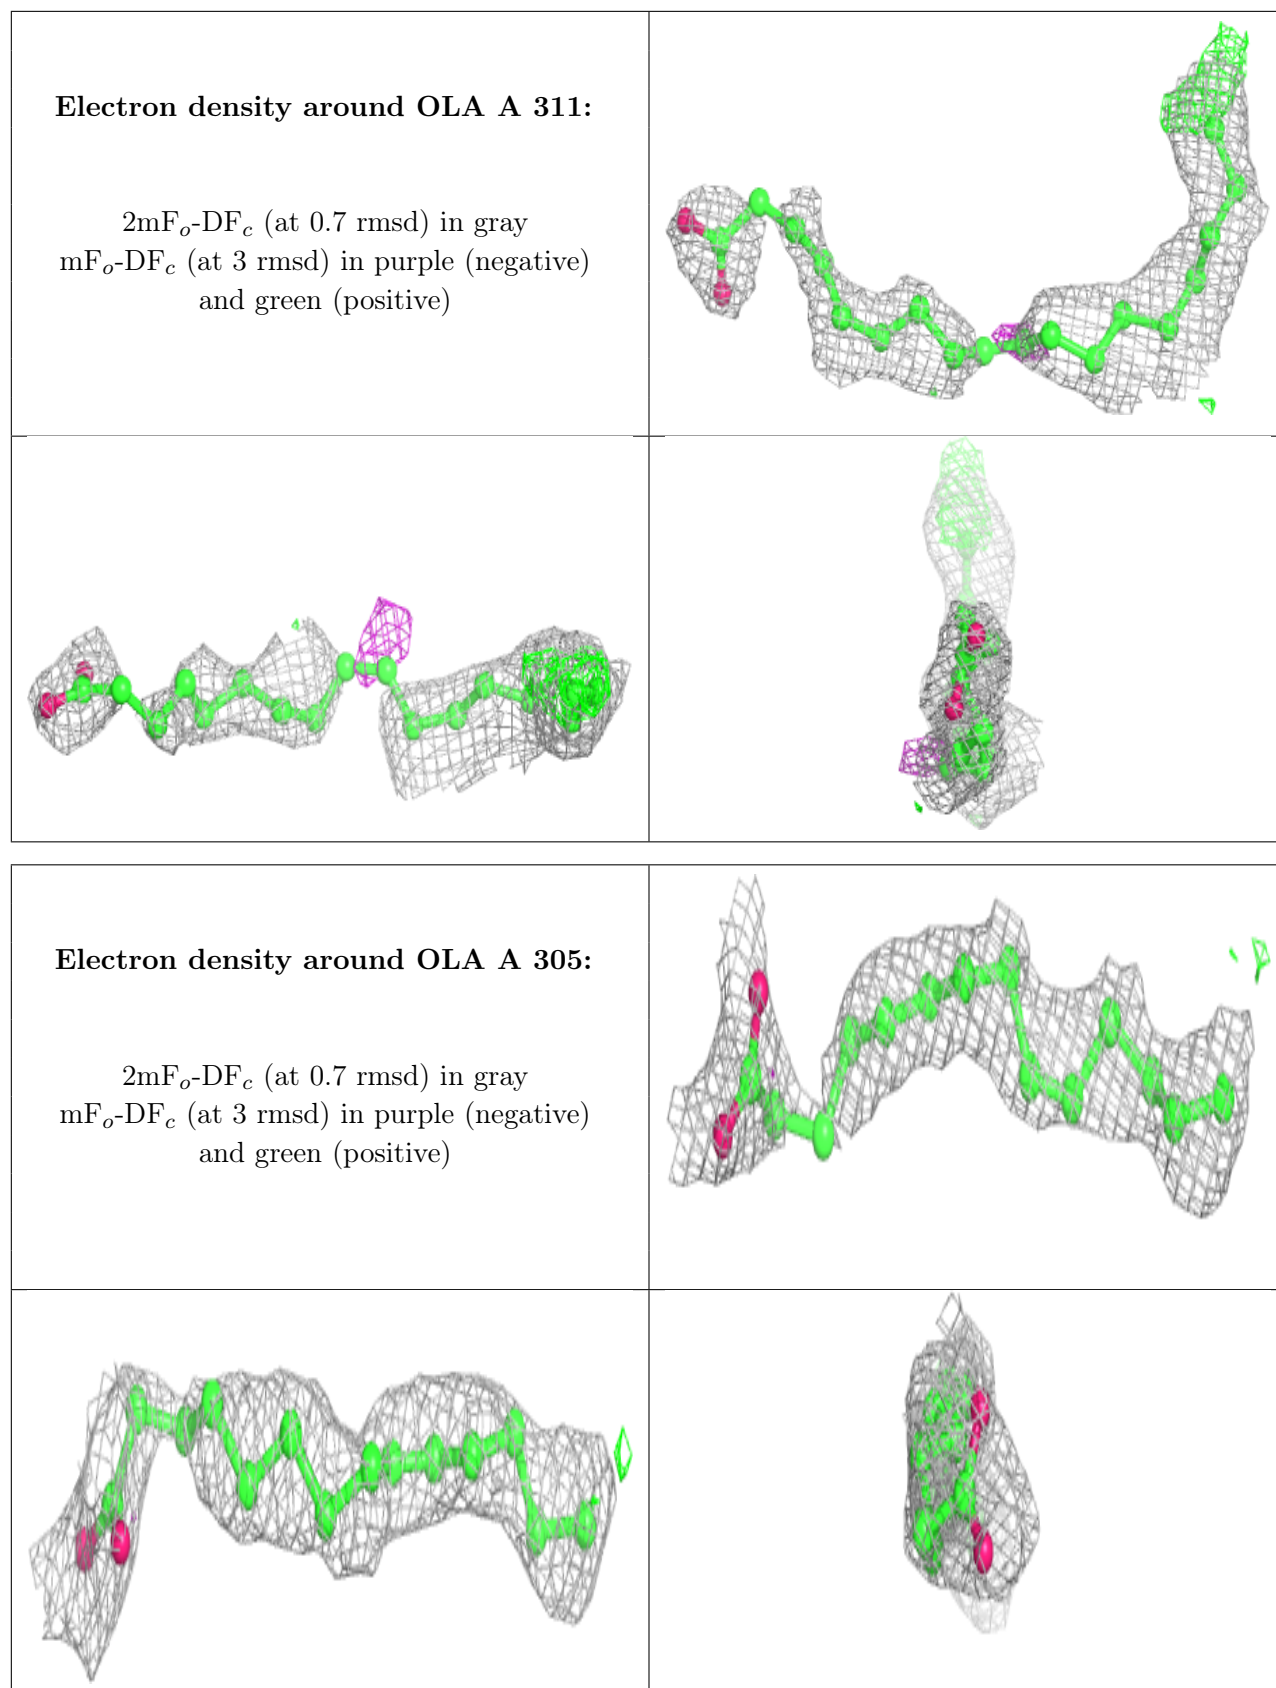 Electron density around OLA A 311:
2mFo-DFc (at 0.7 rmsd) in gray
mFo-DFc (at 3 rmsd) in purple (negative)
and green (positive)
Electron density around OLA A 305:
2mFo-DFc (at 0.7 rmsd) in gray
mFo-DFc (at 3 rmsd) in purple (negative)
and green (positive)